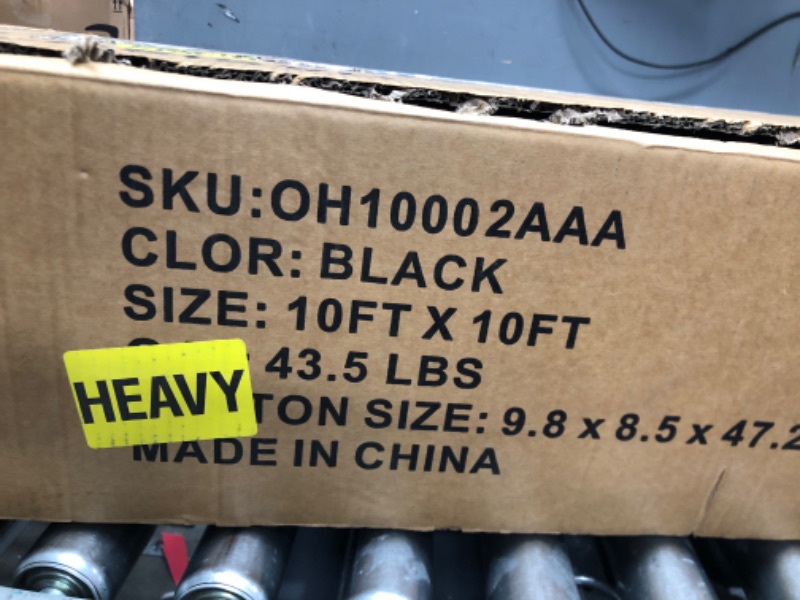 SKU:OH10002AAA
CLOR: BLACK
SIZE: 10FT X 10FT
43.5 LBS
HEAVY
TON SIZE: 9.8 x 8.5 x 47.2
MADE IN CHINA